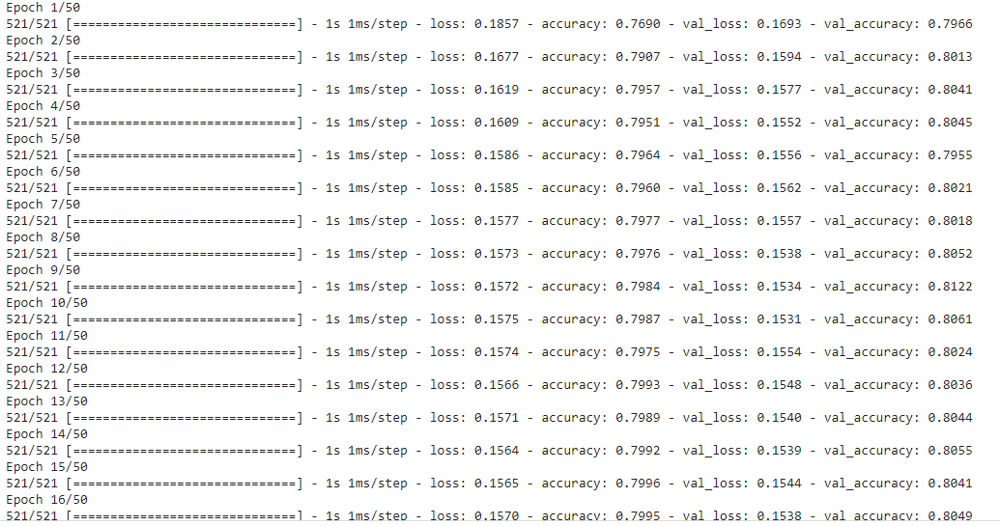 Epoch 1/50
521/521 [==============================] - 1s 1ms/step - loss: 0.1857 - accuracy: 0.7690 - val_loss: 0.1693 - val_accuracy: 0.7966
Epoch 2/50
521/521 [==============================] - 1s 1ms/step - loss: 0.1677 - accuracy: 0.7907 - val_loss: 0.1594 - val_accuracy: 0.8013
Epoch 3/50
521/521 [==============================] - 1s 1ms/step - loss: 0.1619 - accuracy: 0.7957 - val_loss: 0.1577 - val_accuracy: 0.8041
Epoch 4/50
521/521 [==============================] - 1s 1ms/step - loss: 0.1609 - accuracy: 0.7951 - val_loss: 0.1552 - val_accuracy: 0.8045
Epoch 5/50
521/521 [==============================] - 1s 1ms/step - loss: 0.1586 - accuracy: 0.7964 - val_loss: 0.1556 - val_accuracy: 0.7955
Epoch 6/50
521/521 [==============================] - 1s 1ms/step - loss: 0.1585 - accuracy: 0.7960 - val_loss: 0.1562 - val_accuracy: 0.8021
Epoch 7/50
521/521 [==============================] - 1s 1ms/step - loss: 0.1577 - accuracy: 0.7977 - val_loss: 0.1557 - val_accuracy: 0.8018
Epoch 8/50
521/521 [==============================] - 1s 1ms/step - loss: 0.1573 - accuracy: 0.7976 - val_loss: 0.1538 - val_accuracy: 0.8052
Epoch 9/50
521/521 [==============================] - 1s 1ms/step - loss: 0.1572 - accuracy: 0.7984 - val_loss: 0.1534 - val_accuracy: 0.8122
Epoch 10/50
521/521 [==============================] - 1s 1ms/step - loss: 0.1575 - accuracy: 0.7987 - val_loss: 0.1531 - val_accuracy: 0.8061
Epoch 11/50
521/521 [==============================] - 1s 1ms/step - loss: 0.1574 - accuracy: 0.7975 - val_loss: 0.1554 - val_accuracy: 0.8024
Epoch 12/50
521/521 [==============================] - 1s 1ms/step - loss: 0.1566 - accuracy: 0.7993 - val_loss: 0.1548 - val_accuracy: 0.8036
Epoch 13/50
521/521 [==============================] - 1s 1ms/step - loss: 0.1571 - accuracy: 0.7989 - val_loss: 0.1540 - val_accuracy: 0.8044
Epoch 14/50
521/521 [==============================] - 1s 1ms/step - loss: 0.1564 - accuracy: 0.7992 - val_loss: 0.1539 - val_accuracy: 0.8055
Epoch 15/50
521/521 [==============================] - 1s 1ms/step - loss: 0.1565 - accuracy: 0.7996 - val_loss: 0.1544 - val_accuracy: 0.8041
Epoch 16/50
521/521 [==============================] - 1s 1ms/step - loss: 0.1570 - accuracy: 0.7995 - val_loss: 0.1538 - val_accuracy: 0.8049